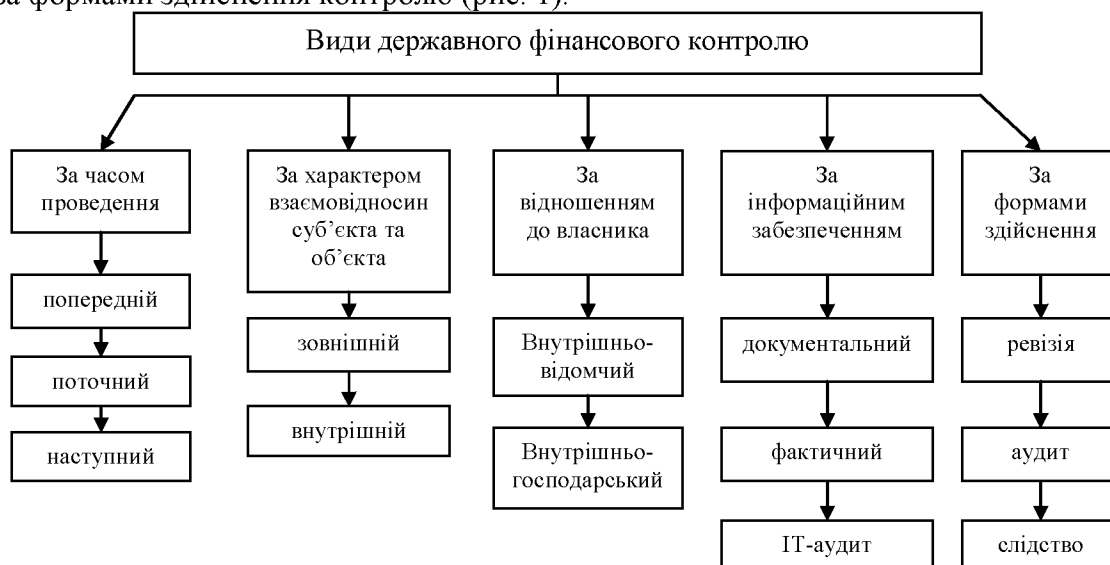 за формами здійснення контролю (рис. 1).
Види державного фінансового контролю
За часом
проведення
попередній
поточний
наступний
За характером
взаємовідносин
суб’єкта та
об’єкта
зовнішній
внутрішній
За
відношенням
до власника
Внутрішньо-
відомчий
Внутрішньо-
господарський
За
інформаційним
забезпеченням
документальний
фактичний
ІТ-аудит
За
формами
здійснення
ревізія
аудит
слідство